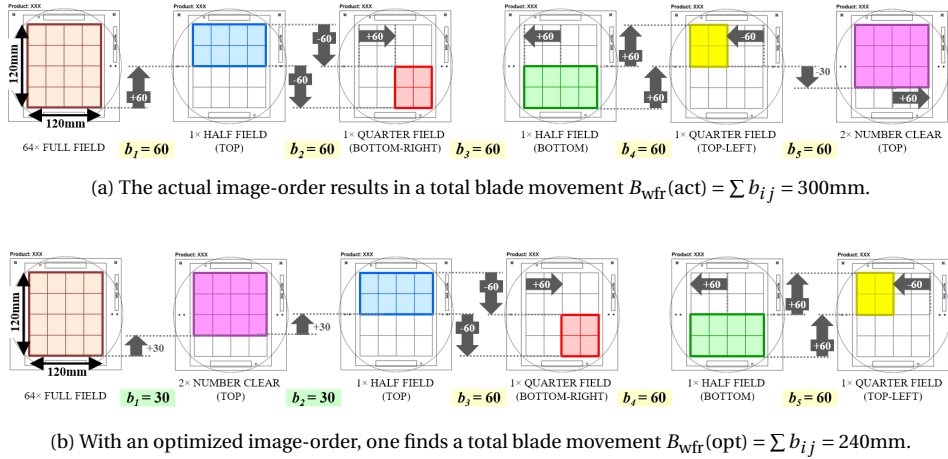 Product: XXX
120mm
120mm
+60
-60
-60
+60
+60
-60
+60
-30
+60
64× FULL FIELD
b1 = 60
1× HALF FIELD
(TOP)
b2 = 60
1× QUARTER FIELD
(BOTTOM-RIGHT)
b3 = 60
1× HALF FIELD
(BOTTOM)
b4 = 60
1× QUARTER FIELD
(TOP-LEFT)
b5 = 60
2× NUMBER CLEAR
(TOP)
(a) The actual image-order results in a total blade movement Bwfr(act) = ∑ bij = 300mm.
Product: XXX
120mm
120mm
+30
+30
-60
-60
+60
-60
+60
+60
-60
64× FULL FIELD
b1 = 30
2× NUMBER CLEAR
(TOP)
b2 = 30
1× HALF FIELD
(TOP)
b3 = 60
1× QUARTER FIELD
(BOTTOM-RIGHT)
b4 = 60
1× HALF FIELD
(BOTTOM)
b5 = 60
1× QUARTER FIELD
(TOP-LEFT)
(b) With an optimized image-order, one finds a total blade movement Bwfr(opt) = ∑ bij = 240mm.